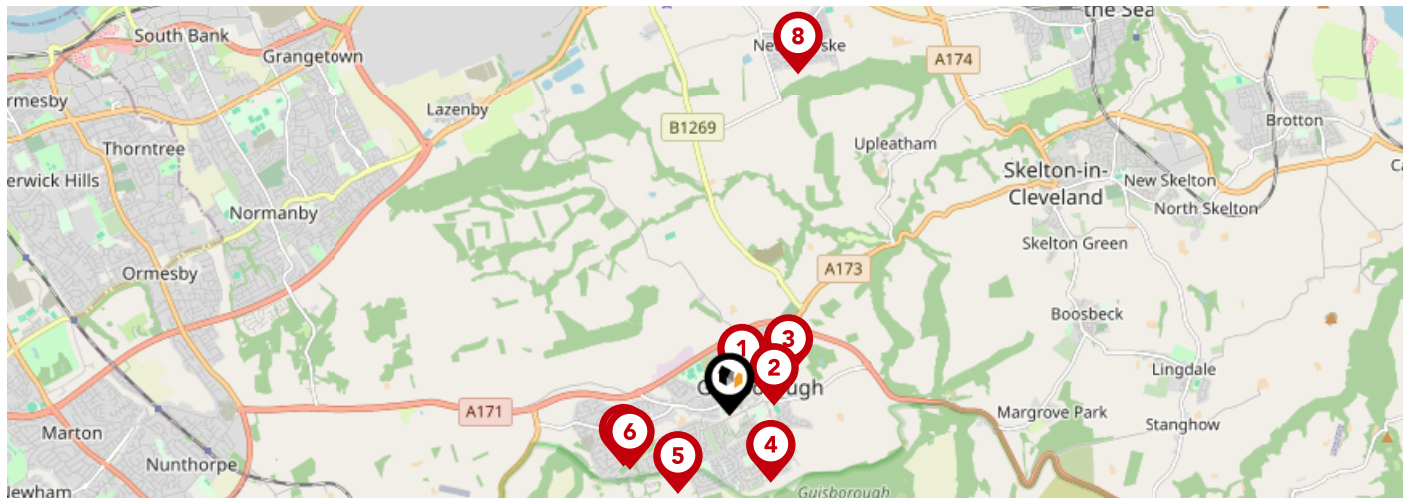 the Sea
South Bank
8
Grangetown
A174
rmesby
Lazenby
B1269
Brotton
Thorntree
Upleatham
erwick Hills
Skelton-in-
Cleveland
New Skelton
North Skelton
Normanby
Skelton Green
Ormesby
A173
Boosbeck
1
3
2
Lingdale
A171
Margrove Park
Stanghow
Marton
6
4
5
Nunthorpe
Guisborough